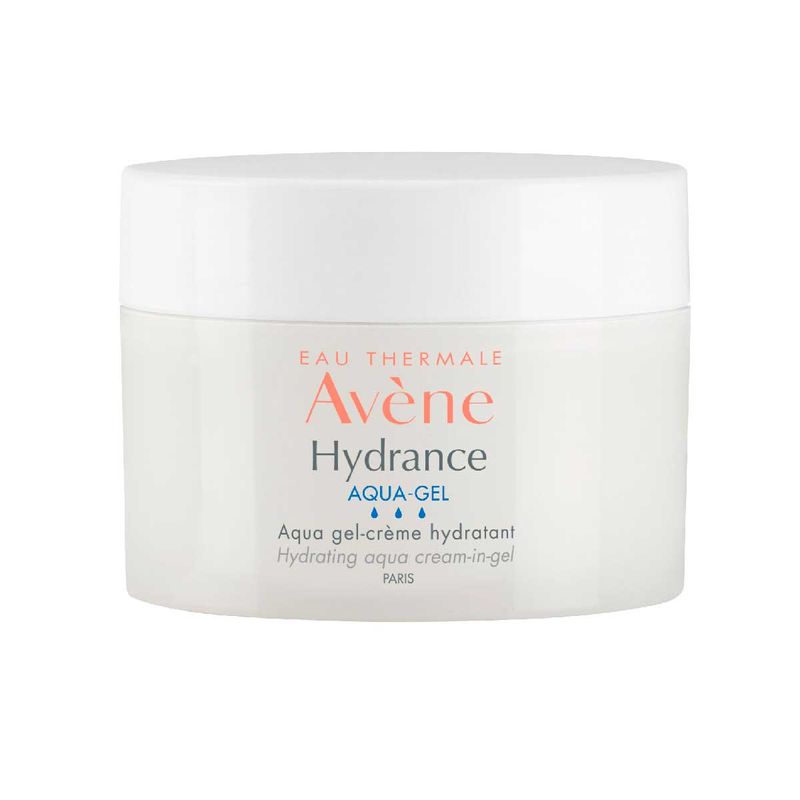 EAU THERMALE
Avène
Hydrance
AQUA-GEL
Aqua gel-crème hydratant
Hydrating aqua cream-in-gel
PARIS